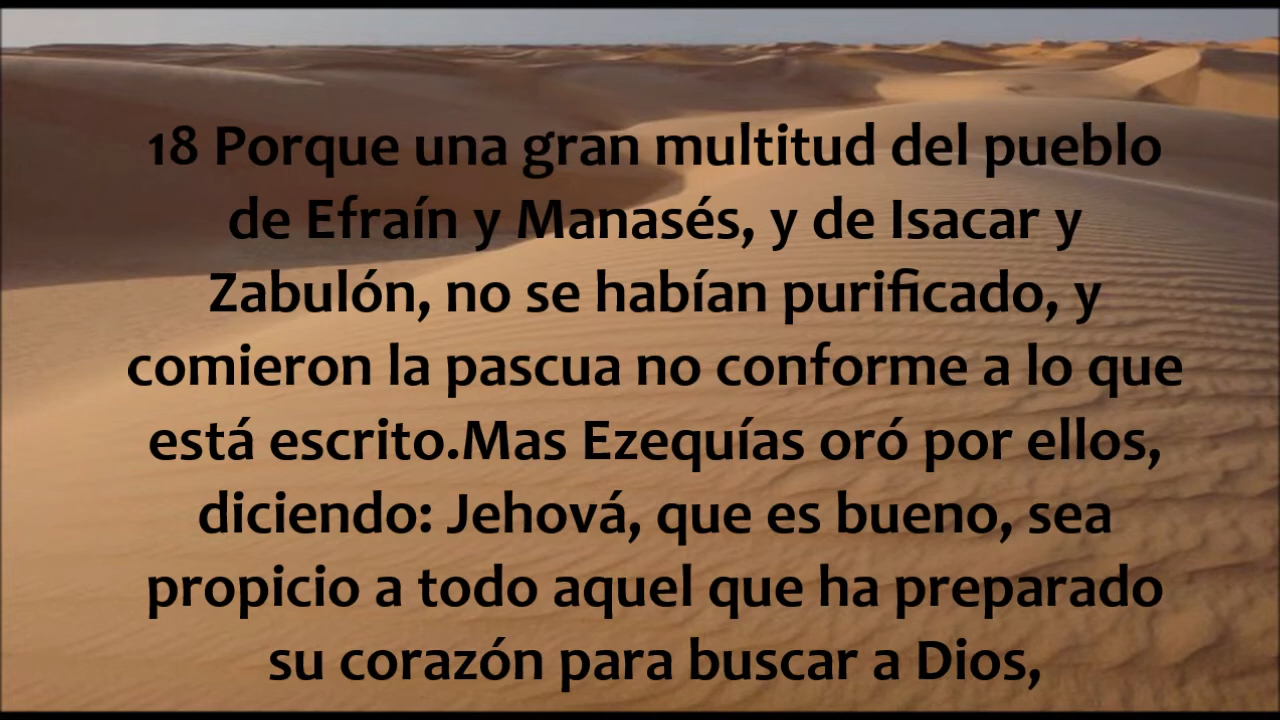 18 Porque una gran multitud del pueblo
de Efraín y Manasés, y de Isacar y
Zabulón, no se habían purificado, y
comieron la pascua no conforme a lo que
está escrito.Mas Ezequías oró por ellos,
diciendo: Jehová, que es bueno, sea
propicio a todo aquel que ha preparado
su corazón para buscar a Dios,